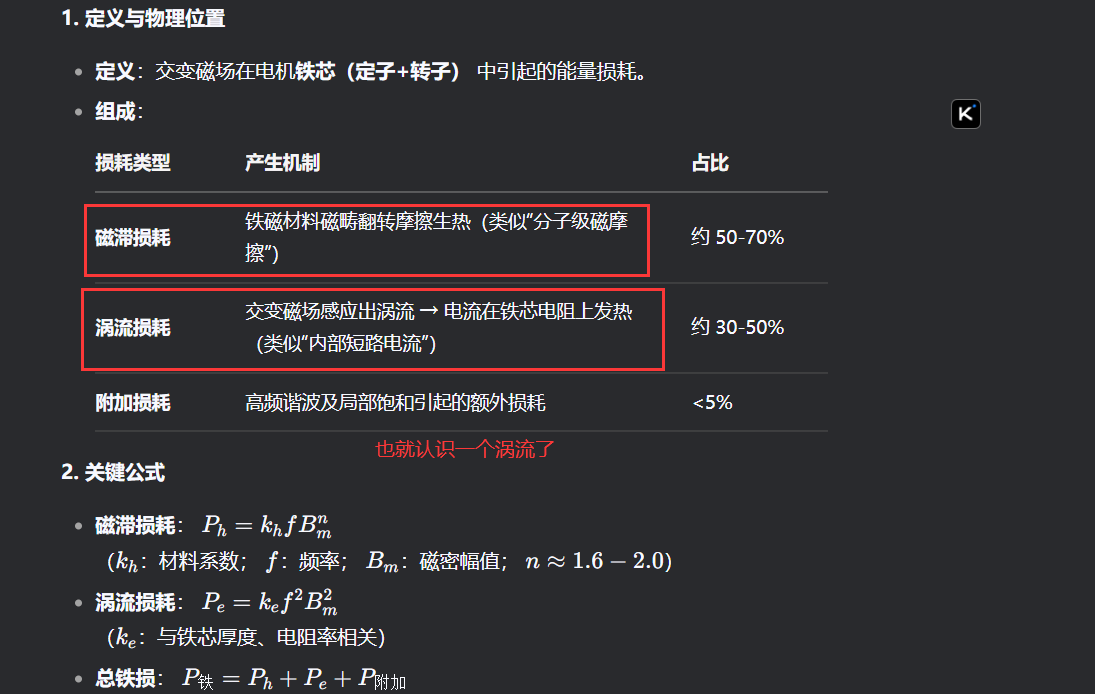 1. 定义与物理位置
• 定义：交变磁场在电机铁芯（定子+转子） 中引起的能量损耗。
• 组成：
K
损耗类型 产生机制 占比
磁滞损耗 铁磁材料磁畴翻转摩擦生热（类似“分子级磁摩
擦”） 约 50-70%
涡流损耗 交变磁场感应出涡流 → 电流在铁芯电阻上发热
（类似“内部短路电流”） 约 30-50%
附加损耗 高频谐波及局部饱和引起的额外损耗 <5%
也就认识一个涡流了
2. 关键公式
• 磁滞损耗： $P_h = k_h f B_m^n$
（$k_h$：材料系数； $f$：频率； $B_m$：磁密幅值； $n \approx 1.6 - 2.0$）
• 涡流损耗： $P_e = k_e f^2 B_m^2$
（$k_e$：与铁芯厚度、电阻率相关）
• 总铁损： $P_{铁} = P_h + P_e + P_{附加}$